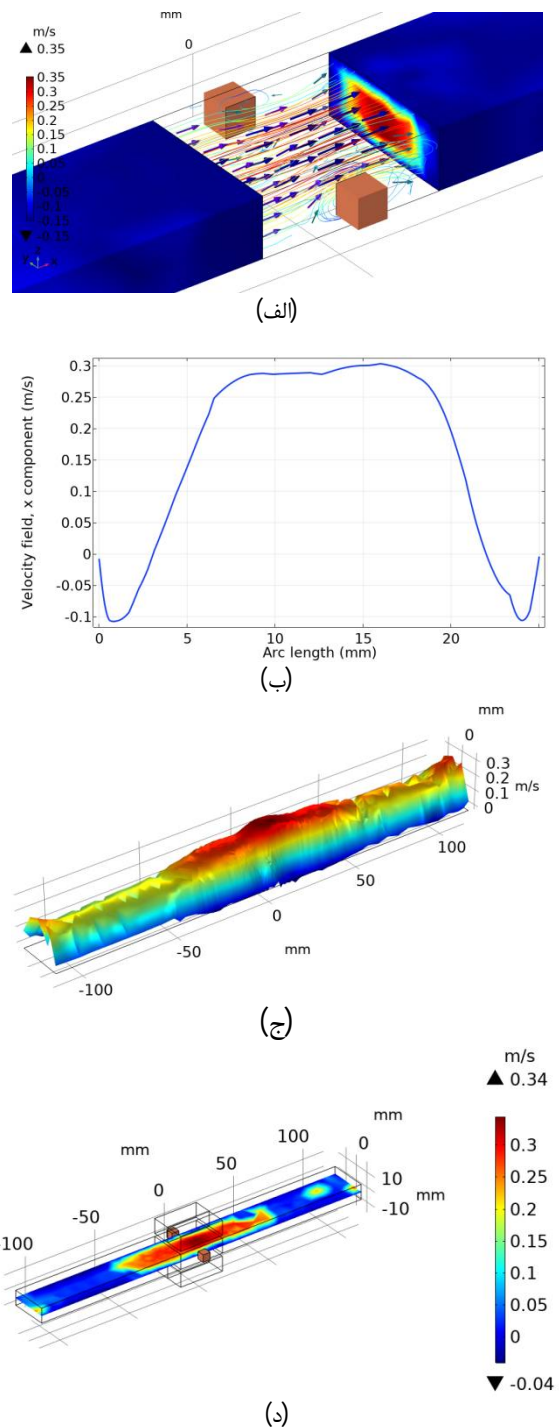 mm
m/s
▲ 0.35
0
0.35
0.3
0.25
0.2
0.15
0.1
0.05
0
-0.05
-0.1
-0.15
▼ -0.15
z
y x
(الف)
Velocity field, x component (m/s)
0.3
0.25
0.2
0.15
0.1
0.05
0
-0.05
-0.1
0 5 10 15 20
Arc length (mm)
(ب)
mm
0
0.3
0.2
0.1
0
m/s
100
50
0
mm
-50
-100
(ج)
m/s
▲ 0.34
mm
mm
100
0
50
10
-10
mm
0
-50
-100
0.3
0.25
0.2
0.15
0.1
0.05
0
▼ -0.04
(د)